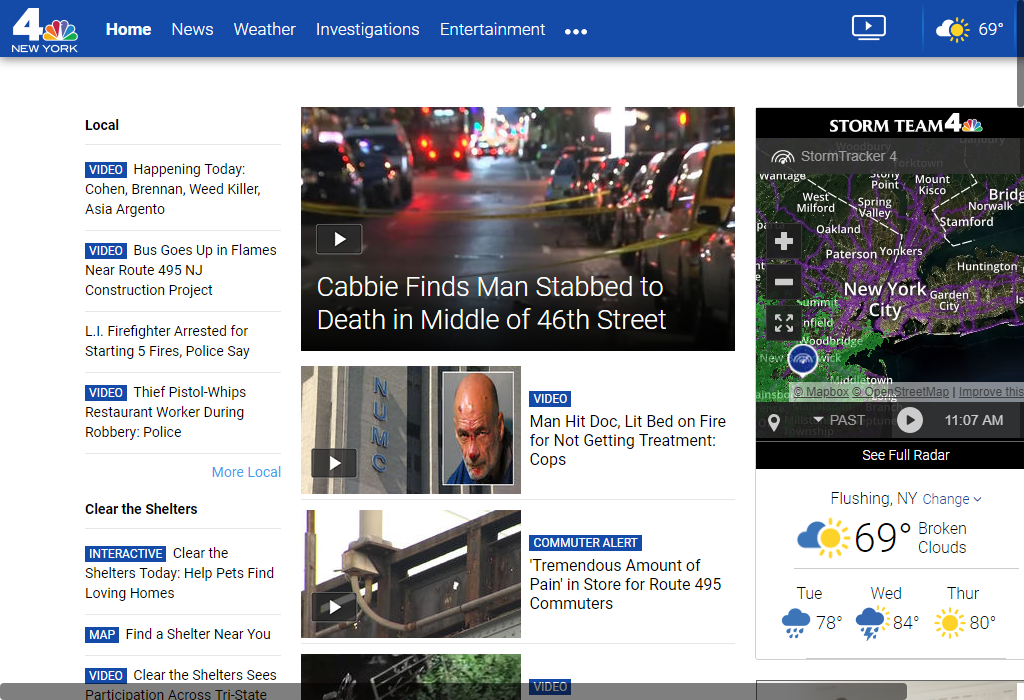 4
NEW YORK
Home News Weather Investigations Entertainment •••
69°
Local
VIDEO Happening Today:
Cohen, Brennan, Weed Killer,
Asia Argento
VIDEO Bus Goes Up in Flames
Near Route 495 NJ
Construction Project
L.I. Firefighter Arrested for
Starting 5 Fires, Police Say
VIDEO Thief Pistol-Whips
Restaurant Worker During
Robbery: Police
More Local
Clear the Shelters
INTERACTIVE Clear the
Shelters Today: Help Pets Find
Loving Homes
MAP Find a Shelter Near You
VIDEO Clear the Shelters Sees
Participation Across Tri-State
Cabbie Finds Man Stabbed to
Death in Middle of 46th Street
NUMC
VIDEO
Man Hit Doc, Lit Bed on Fire
for Not Getting Treatment:
Cops
COMMUTER ALERT
'Tremendous Amount of
Pain' in Store for Route 495
Commuters
VIDEO
STORM TEAM 4
StormTracker 4
Yorktown
Wantage
Stony
Point
Mount
Kisco
West
Milford
Spring
Valley
Norwalk
Stamford
Oakland
Paterson
Yonkers
Huntington
New York
City
Garden
City
Woodbridge
Middletown
© Mapbox © OpenStreetMap | Improve this
PAST
11:07 AM
See Full Radar
Flushing, NY Change
69° Broken
Clouds
Tue Wed Thur
78° 84° 80°